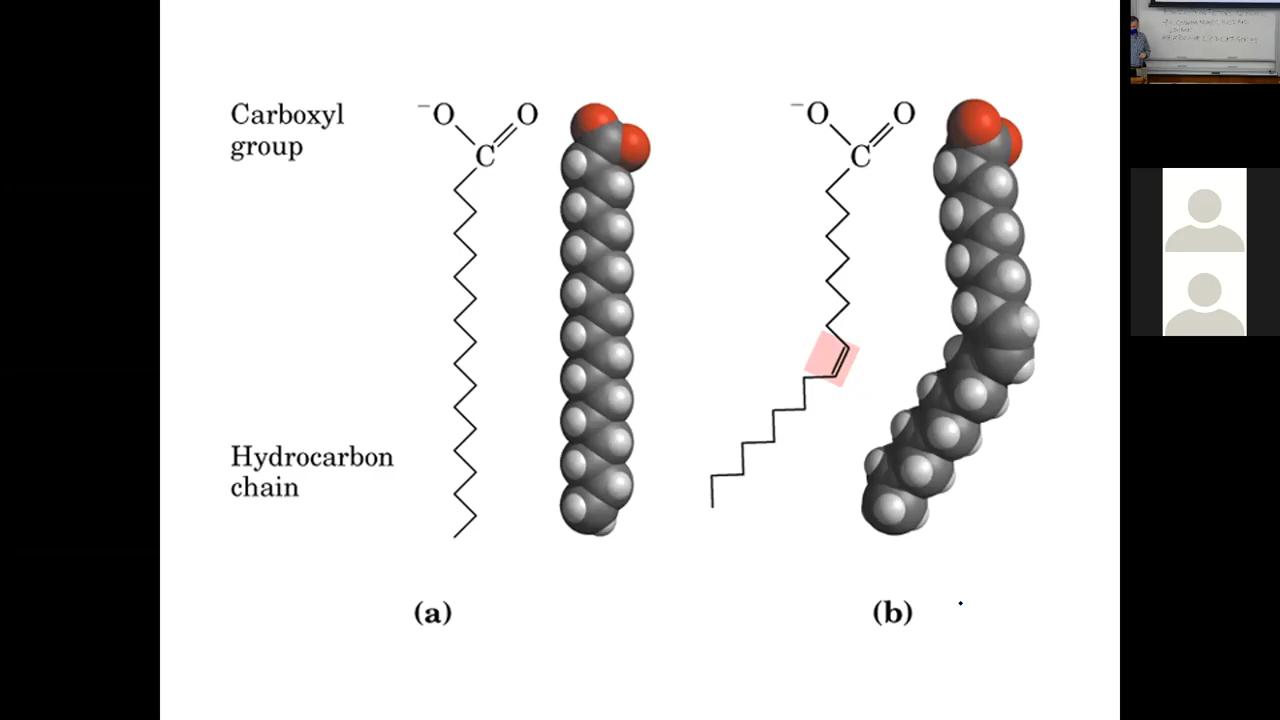 Carboxyl
group
⁻O
O
C
⁻O
O
C
Hydrocarbon
chain
(a)
(b)